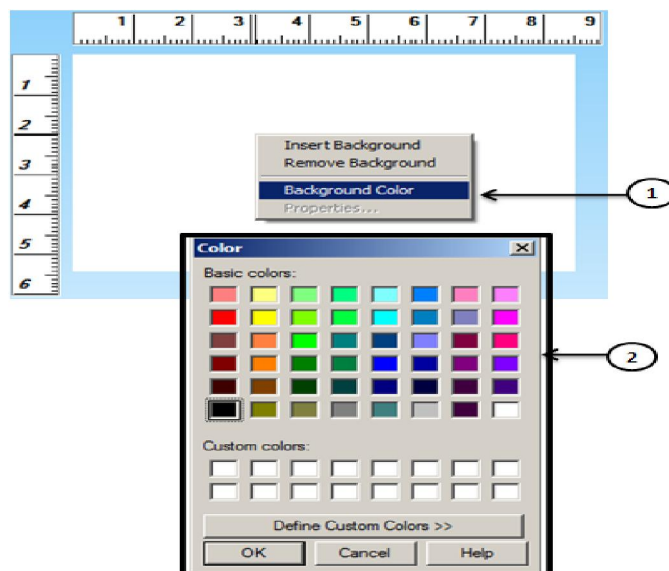 1 2 3 4 5 6 7 8 9
1
2
3
4
5
6
Insert Background
Remove Background
Background Color
Properties...
1
Color
Basic colors:
2
Custom colors:
Define Custom Colors >>
OK Cancel Help